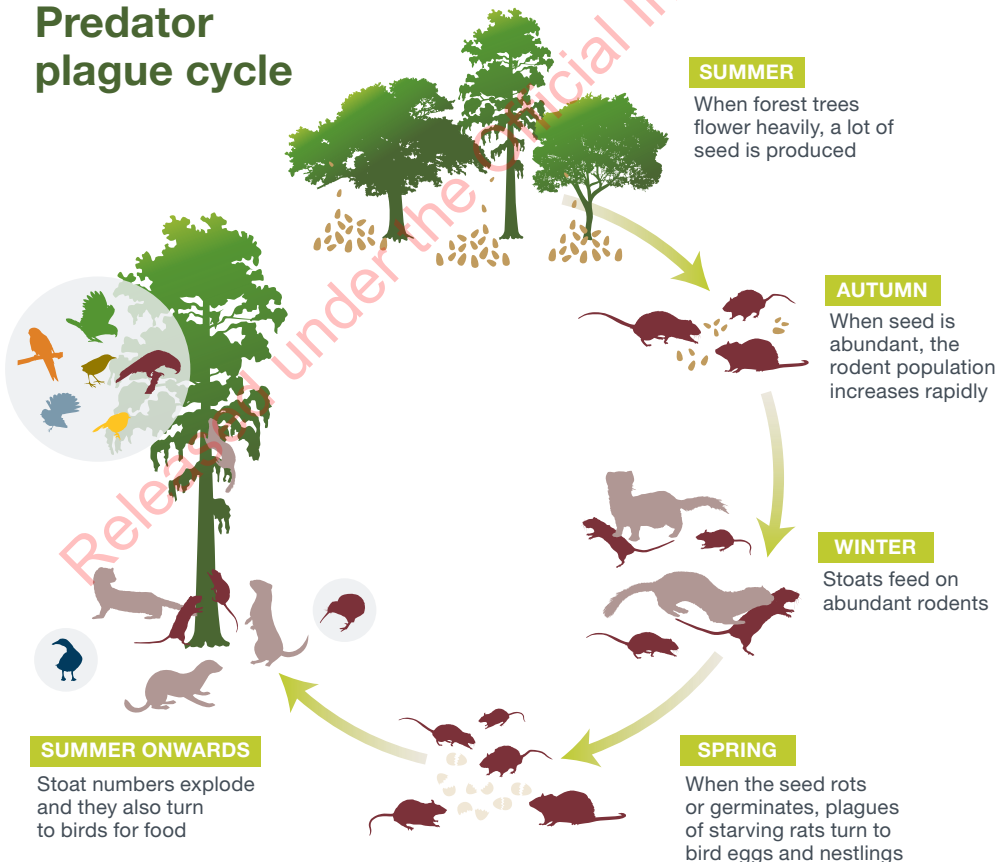 Predator
plague cycle
SUMMER
When forest trees
flower heavily, a lot of
seed is produced
AUTUMN
When seed is
abundant, the
rodent population
increases rapidly
WINTER
Stoats feed on
abundant rodents
SPRING
When the seed rots
or germinates, plagues
of starving rats turn to
bird eggs and nestlings
SUMMER ONWARDS
Stoat numbers explode
and they also turn
to birds for food
Released under the Official